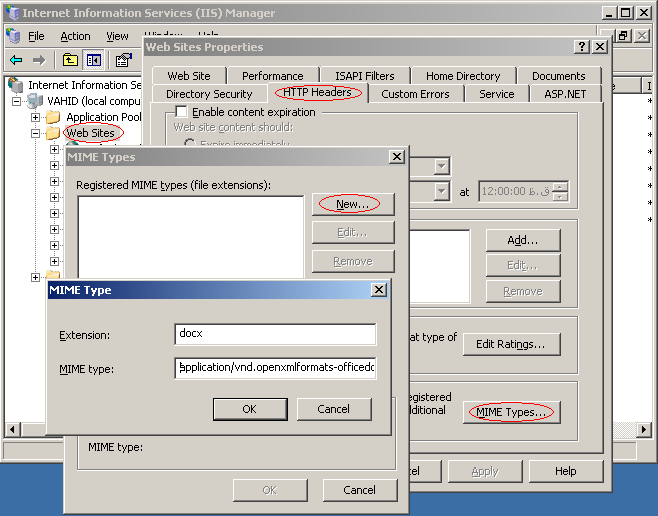 Internet Information Services (IIS) Manager
File Action View Window Help
Internet Information Se
VAHID (local compu
Application Pool
Web Sites
Web Sites Properties
Web Site Performance ISAPI Filters Home Directory Documents
Directory Security HTTP Headers Custom Errors Service ASP.NET
Enable content expiration
Web site content should:
Expire immediately
at 12:00:00 ق.ظ
Add...
Edit...
Remove
at type of
Edit Ratings...
egistered
dditional
MIME Types...
cel Apply Help
MIME Types
Registered MIME types (file extensions):
New...
Edit...
Remove
MIME type:
OK Cancel
MIME Type
Extension: docx
MIME type: application/vnd.openxmlformats-officedo
OK Cancel